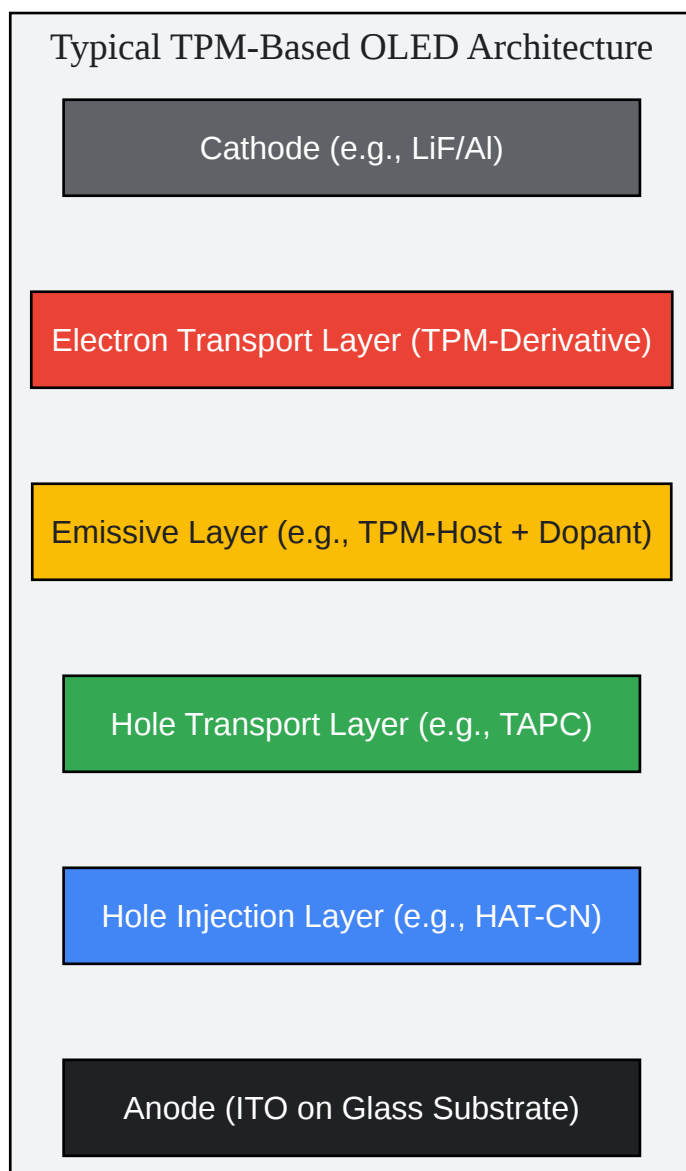 Typical TPM-Based OLED Architecture
Cathode (e.g., LiF/Al)
Electron Transport Layer (TPM-Derivative)
Emissive Layer (e.g., TPM-Host + Dopant)
Hole Transport Layer (e.g., TAPC)
Hole Injection Layer (e.g., HAT-CN)
Anode (ITO on Glass Substrate)